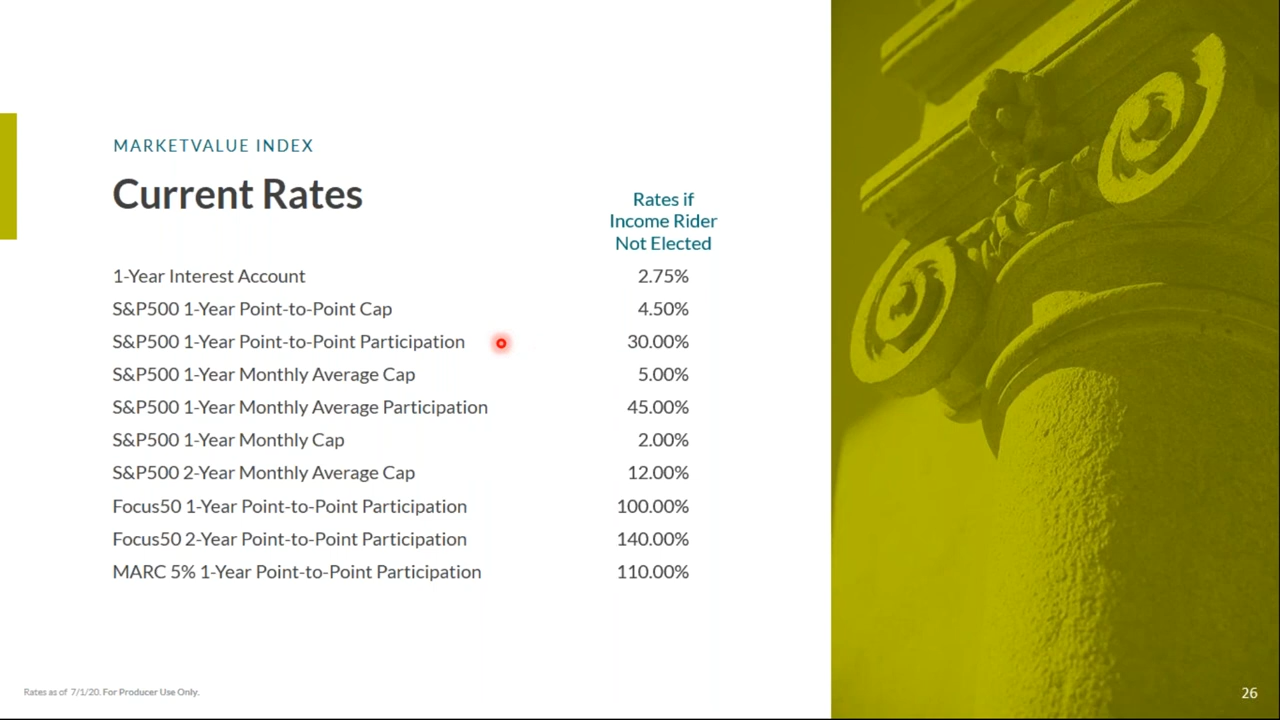 MARKETVALUE INDEX
Current Rates
Rates if
Income Rider
Not Elected
1-Year Interest Account 2.75%
S&P500 1-Year Point-to-Point Cap 4.50%
S&P500 1-Year Point-to-Point Participation 30.00%
S&P500 1-Year Monthly Average Cap 5.00%
S&P500 1-Year Monthly Average Participation 45.00%
S&P500 1-Year Monthly Cap 2.00%
S&P500 2-Year Monthly Average Cap 12.00%
Focus50 1-Year Point-to-Point Participation 100.00%
Focus50 2-Year Point-to-Point Participation 140.00%
MARC 5% 1-Year Point-to-Point Participation 110.00%
Rates as of 7/1/20. For Producer Use Only.
26